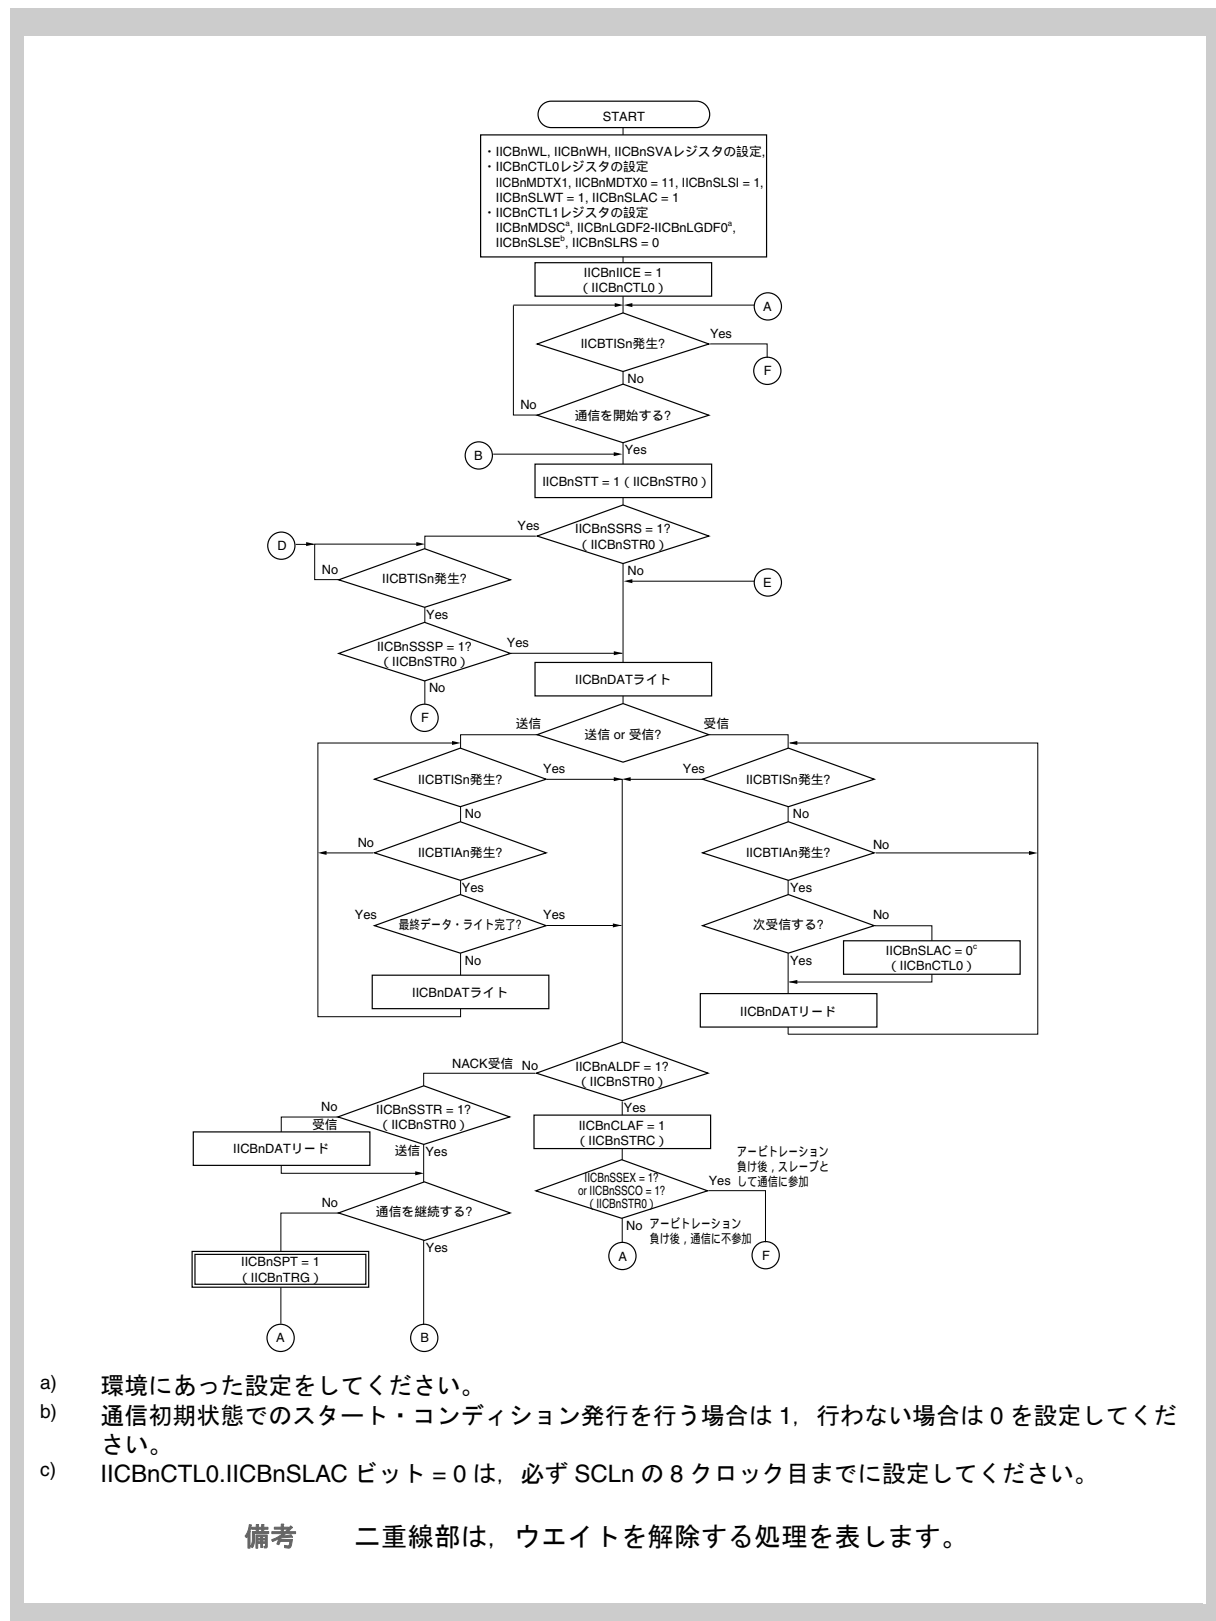 START
・IICBnWL, IICBnWH, IICBnSVAレジスタの設定,
・IICBnCTL0レジスタの設定
IICBnMDTX1, IICBnMDTX0 = 11, IICBnSLSI = 1,
IICBnSLWT = 1, IICBnSLAC = 1
・IICBnCTL1レジスタの設定
IICBnMDSCa, IICBnLGDF2-IICBnLGDF0a,
IICBnSLSEb, IICBnSLRS = 0
IICBnIICE = 1
( IICBnCTL0 )
A
IICBTISn発生?
Yes
F
No
通信を開始する?
No
Yes
B
IICBnSTT = 1 ( IICBnSTR0 )
IICBnSSRS = 1?
( IICBnSTR0 )
Yes
No
D
IICBTISn発生?
No
Yes
E
IICBnSSSP = 1?
( IICBnSTR0 )
Yes
No
F
IICBnDATライト
送信 or 受信?
送信
受信
IICBTISn発生?
Yes
No
Yes
IICBTISn発生?
No
No
IICBTIAn発生?
Yes
IICBTIAn発生?
No
Yes
Yes
最終データ・ライト完了?
Yes
No
次受信する?
No
Yes
IICBnSLAC = 0c
( IICBnCTL0 )
IICBnDATライト
IICBnDATリード
NACK受信 No
IICBnALDF = 1?
( IICBnSTR0 )
Yes
No
受信
IICBnSSTR = 1?
( IICBnSTR0 )
送信 Yes
IICBnCLAF = 1
( IICBnSTRC )
IICBnDATリード
IICBnSSEX = 1?
or IICBnSSCO = 1?
( IICBnSTR0 )
Yes
アービトレーション
負け後 , スレーブと
して通信に参加
No
アービトレーション
負け後 , 通信に不参加
A
F
通信を継続する?
No
Yes
IICBnSPT = 1
( IICBnTRG )
A
B
a) 環境にあった設定をしてください。
b) 通信初期状態でのスタート・コンディション発行を行う場合は 1, 行わない場合は 0 を設定してくだ
さい。
c) IICBnCTL0.IICBnSLAC ビット = 0 は, 必ず SCLn の 8 クロック目までに設定してください。
備考 二重線部は, ウエイトを解除する処理を表します。